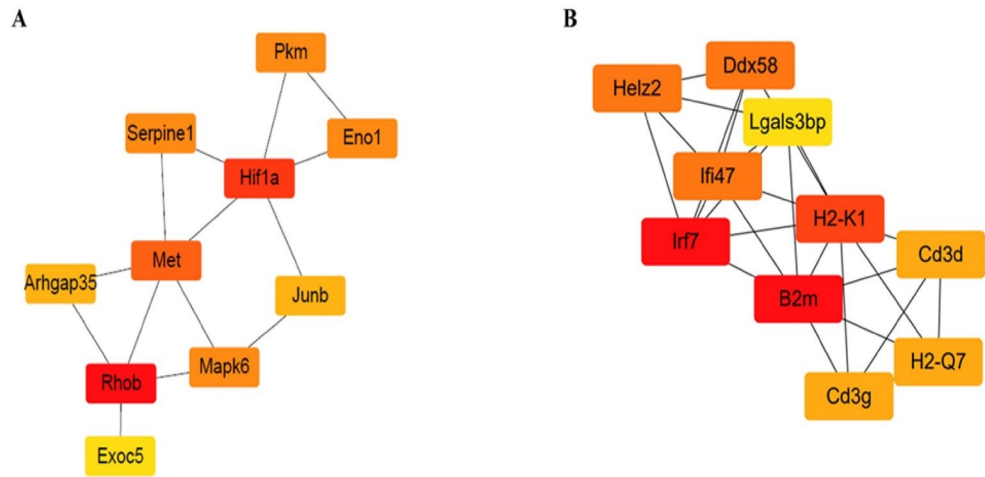 A
Pkm
Serpine1
Eno1
Hif1a
Met
Arhgap35
Junb
Mapk6
Rhob
Exoc5
B
Ddx58
Helz2
Lgals3bp
Ifi47
H2-K1
Irf7
Cd3d
B2m
H2-Q7
Cd3g